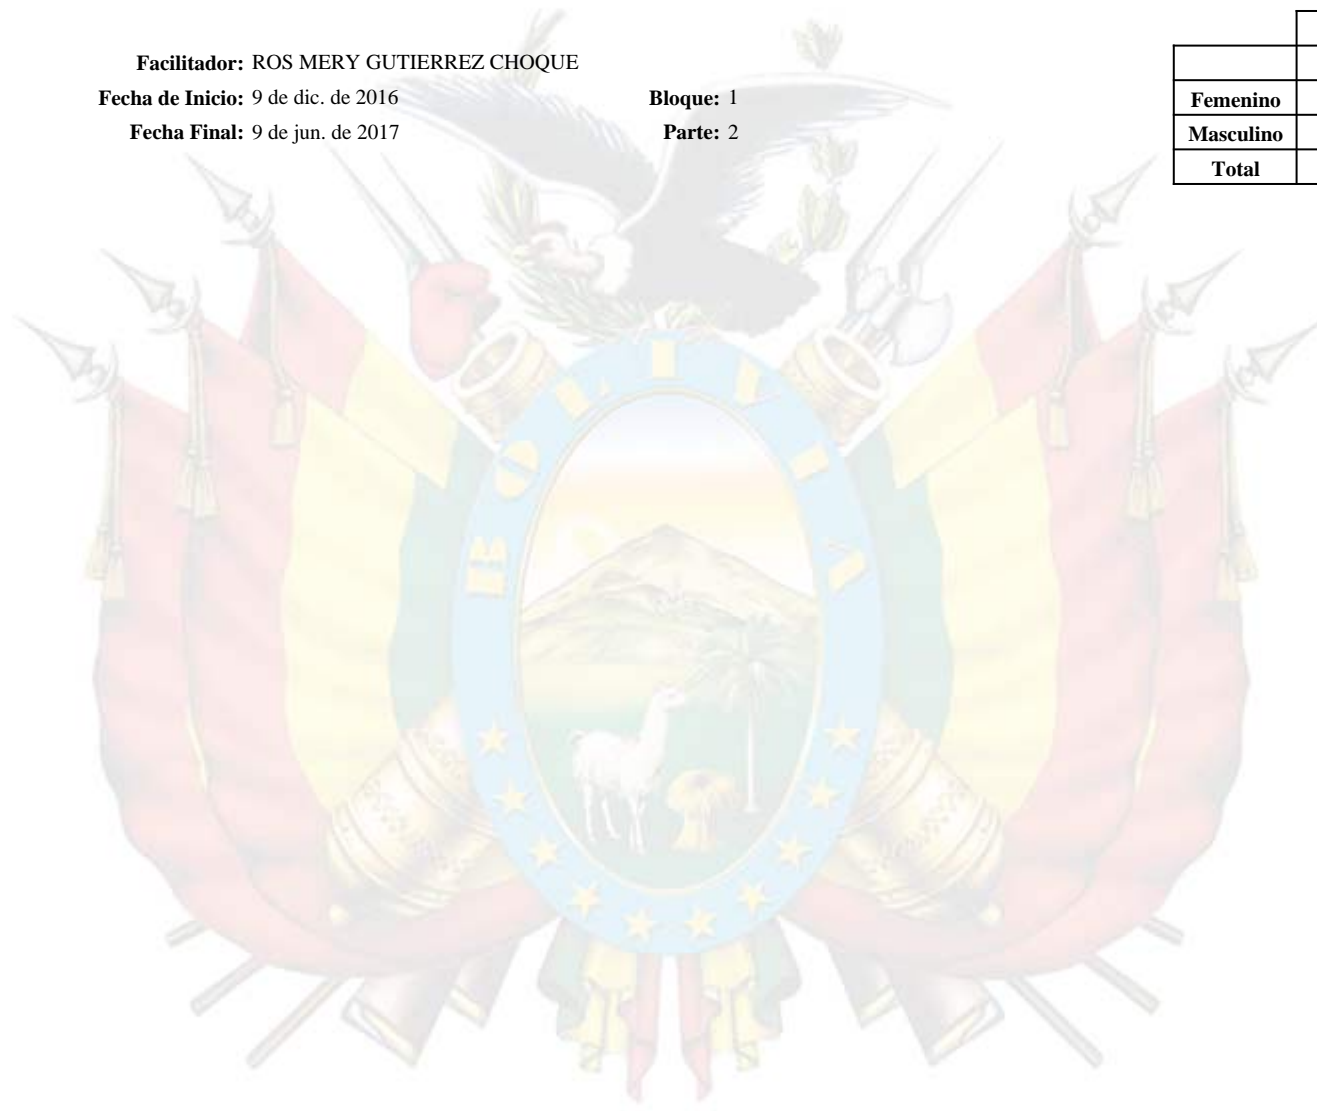 Facilitador: ROS MERY GUTIERREZ CHOQUE
Fecha de Inicio: 9 de dic. de 2016 Bloque: 1
Fecha Final: 9 de jun. de 2017 Parte: 2
Femenino
Masculino
Total
BOLIVIA